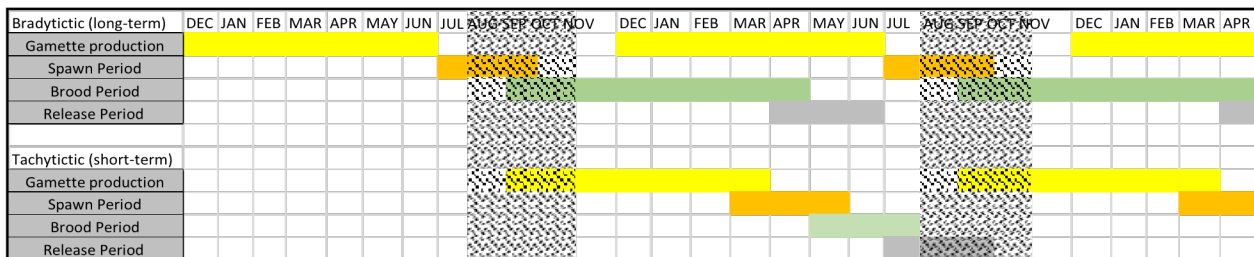 Bradytictic (long-term) DEC JAN FEB MAR APR MAY JUN JUL AUG SEP OCT NOV DEC JAN FEB MAR APR MAY JUN JUL AUG SEP OCT NOV DEC JAN FEB MAR APR
Gamette production
Spawn Period
Brood Period
Release Period
Tachytictic (short-term)
Gamette production
Spawn Period
Brood Period
Release Period